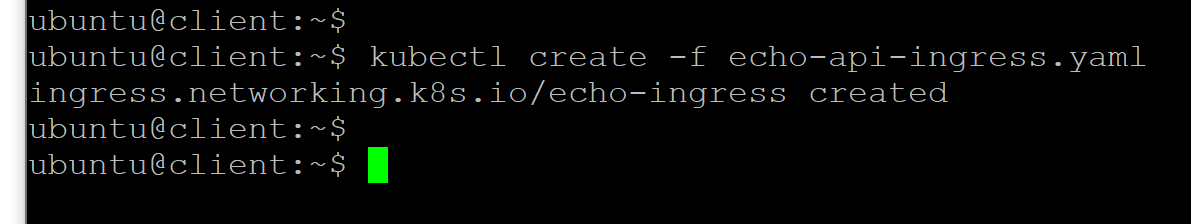 ubuntu@client:~$
ubuntu@client:~$ kubectl create -f echo-api-ingress.yaml
ingress.networking.k8s.io/echo-ingress created
ubuntu@client:~$
ubuntu@client:~$